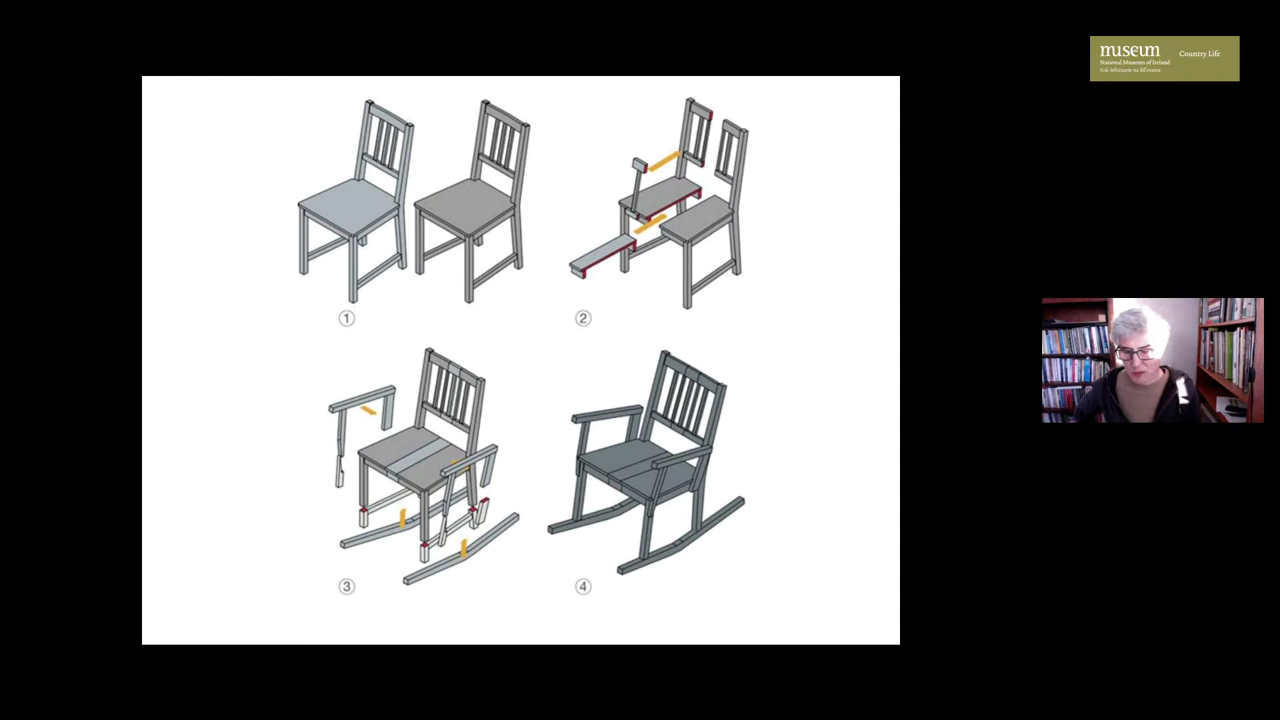 museum
Country Life
National Museum of Ireland
Ard-Mhúsaem na hÉireann
1
2
3
4